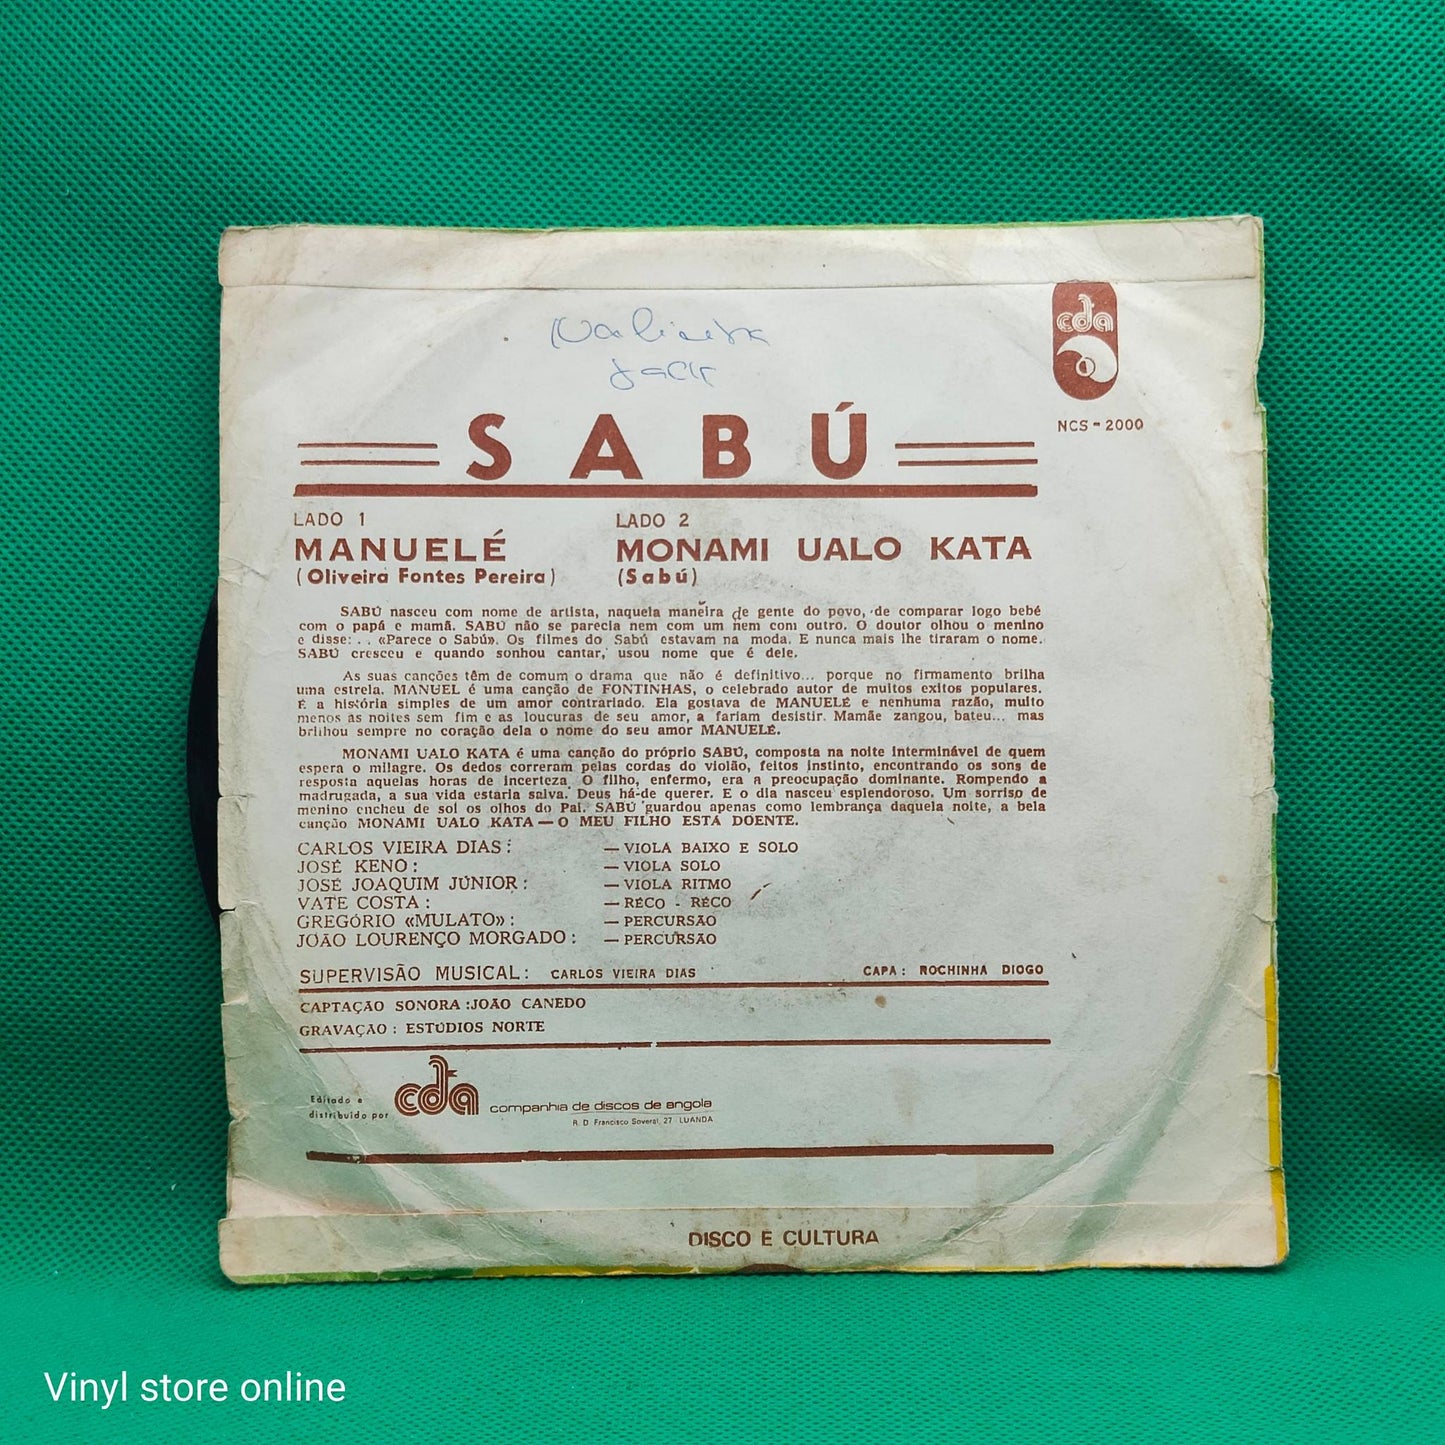 cda
NCS - 2000
SABÚ
LADO 1
MANUELÉ
(Oliveira Fontes Pereira)
LADO 2
MONAMI UALO KATA
(Sabú)
SABÚ nasceu com nome de artista, naquela maneira de gente do povo, de comparar logo bebé
com o papá e mamã. SABÚ não se parecia nem com um nem com outro. O doutor olhou o menino
e disse: . . «Parece o Sabú». Os filmes do Sabú estavam na moda. E nunca mais lhe tiraram o nome.
SABÚ cresceu e quando sonhou cantar, usou nome que é dele.
As suas canções têm de comum o drama que não é definitivo... porque no firmamento brilha
uma estrela. MANUEL é uma canção de FONTINHAS, o celebrado autor de muitos exitos populares.
É a história simples de um amor contrariado. Ela gostava de MANUELÉ e nenhuma razão, muito
menos as noites sem fim e as loucuras de seu amor, a fariam desistir. Mamãe zangou, bateu... mas
brilhou sempre no coração dela o nome do seu amor MANUELÉ.
MONAMI UALO KATA é uma canção do próprio SABÚ, composta na noite interminável de quem
espera o milagre. Os dedos correram pelas cordas do violão, feitos instinto, encontrando os sons de
resposta aquelas horas de incerteza. O filho, enfermo, era a preocupação dominante. Rompendo a
madrugada, a sua vida estaria salva. Deus há-de querer. E o dia nasceu esplendoroso. Um sorriso de
menino encheu de sol os olhos do Pai. SABÚ guardou apenas como lembrança daquela noite, a bela
canção MONAMI UALO KATA — O MEU FILHO ESTÁ DOENTE.
CARLOS VIEIRA DIAS : — VIOLA BAIXO E SOLO
JOSÉ KENO : — VIOLA SOLO
JOSÉ JOAQUIM JÚNIOR : — VIOLA RITMO
VATE COSTA : — RÉCO - RÉCO
GREGÓRIO «MULATO» : — PERCURSÃO
JOÃO LOURENÇO MORGADO : — PERCURSÃO
SUPERVISÃO MUSICAL : CARLOS VIEIRA DIAS CAPA : ROCHINHA DIOGO
CAPTAÇÃO SONORA : JOÃO CANEDO
GRAVAÇÃO : ESTÚDIOS NORTE
Editado e
distribuído por
cda companhia de discos de angola
R. D. Francisco Soveral, 27 LUANDA
DISCO E CULTURA
Vinyl store online